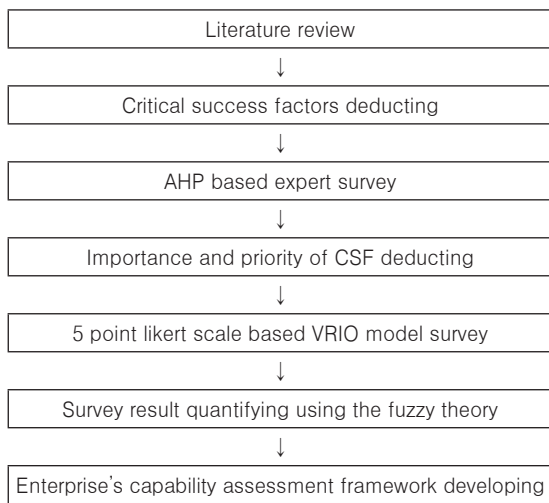 Literature review
↓
Critical success factors deducting
↓
AHP based expert survey
↓
Importance and priority of CSF deducting
↓
5 point likert scale based VRIO model survey
↓
Survey result quantifying using the fuzzy theory
↓
Enterprise's capability assessment framework developing